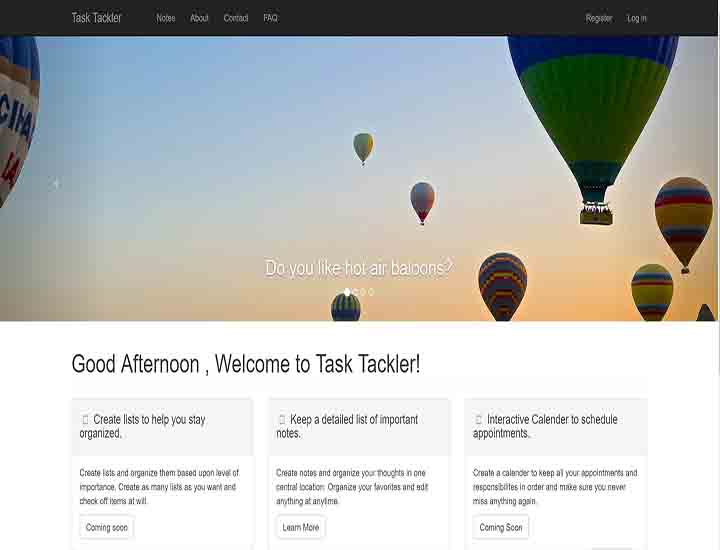 Task Tackler Notes About Contact FAQ Register Log in
Do you like hot air baloons?
Good Afternoon , Welcome to Task Tackler!
Create lists to help you stay
organized.
Create lists and organize them based upon level of
importance. Create as many lists as you want and
check off items at will.
Coming soon
Keep a detailed list of important
notes.
Create notes and organize your thoughts in one
central location. Organize your favorites and edit
anything at anytime.
Learn More
Interactive Calender to schedule
appointments.
Create a calender to keep all your appointments and
responsibilites in order and make sure you never
miss anything again.
Coming Soon